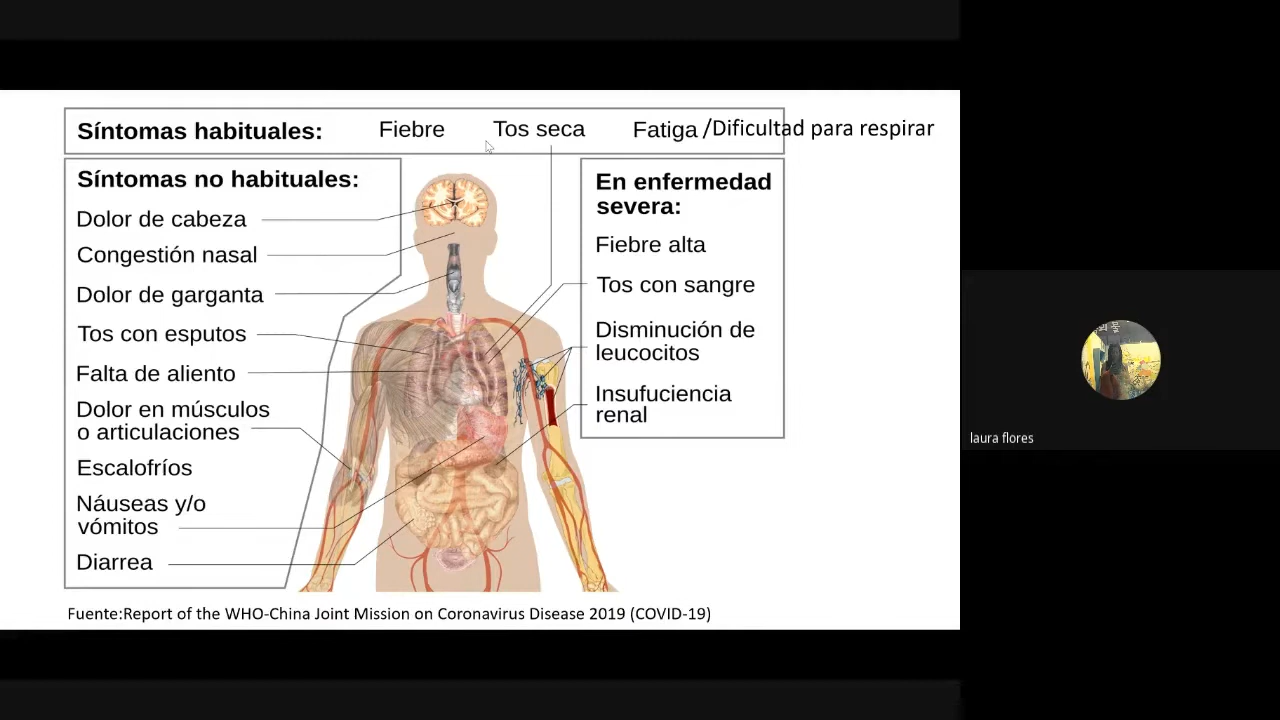 Síntomas habituales: Fiebre Tos seca Fatiga /Dificultad para respirar
Síntomas no habituales:
Dolor de cabeza
Congestión nasal
Dolor de garganta
Tos con esputos
Falta de aliento
Dolor en músculos
o articulaciones
Escalofríos
Náuseas y/o
vómitos
Diarrea
En enfermedad
severa:
Fiebre alta
Tos con sangre
Disminución de
leucocitos
Insufuciencia
renal
Fuente:Report of the WHO-China Joint Mission on Coronavirus Disease 2019 (COVID-19)
laura flores